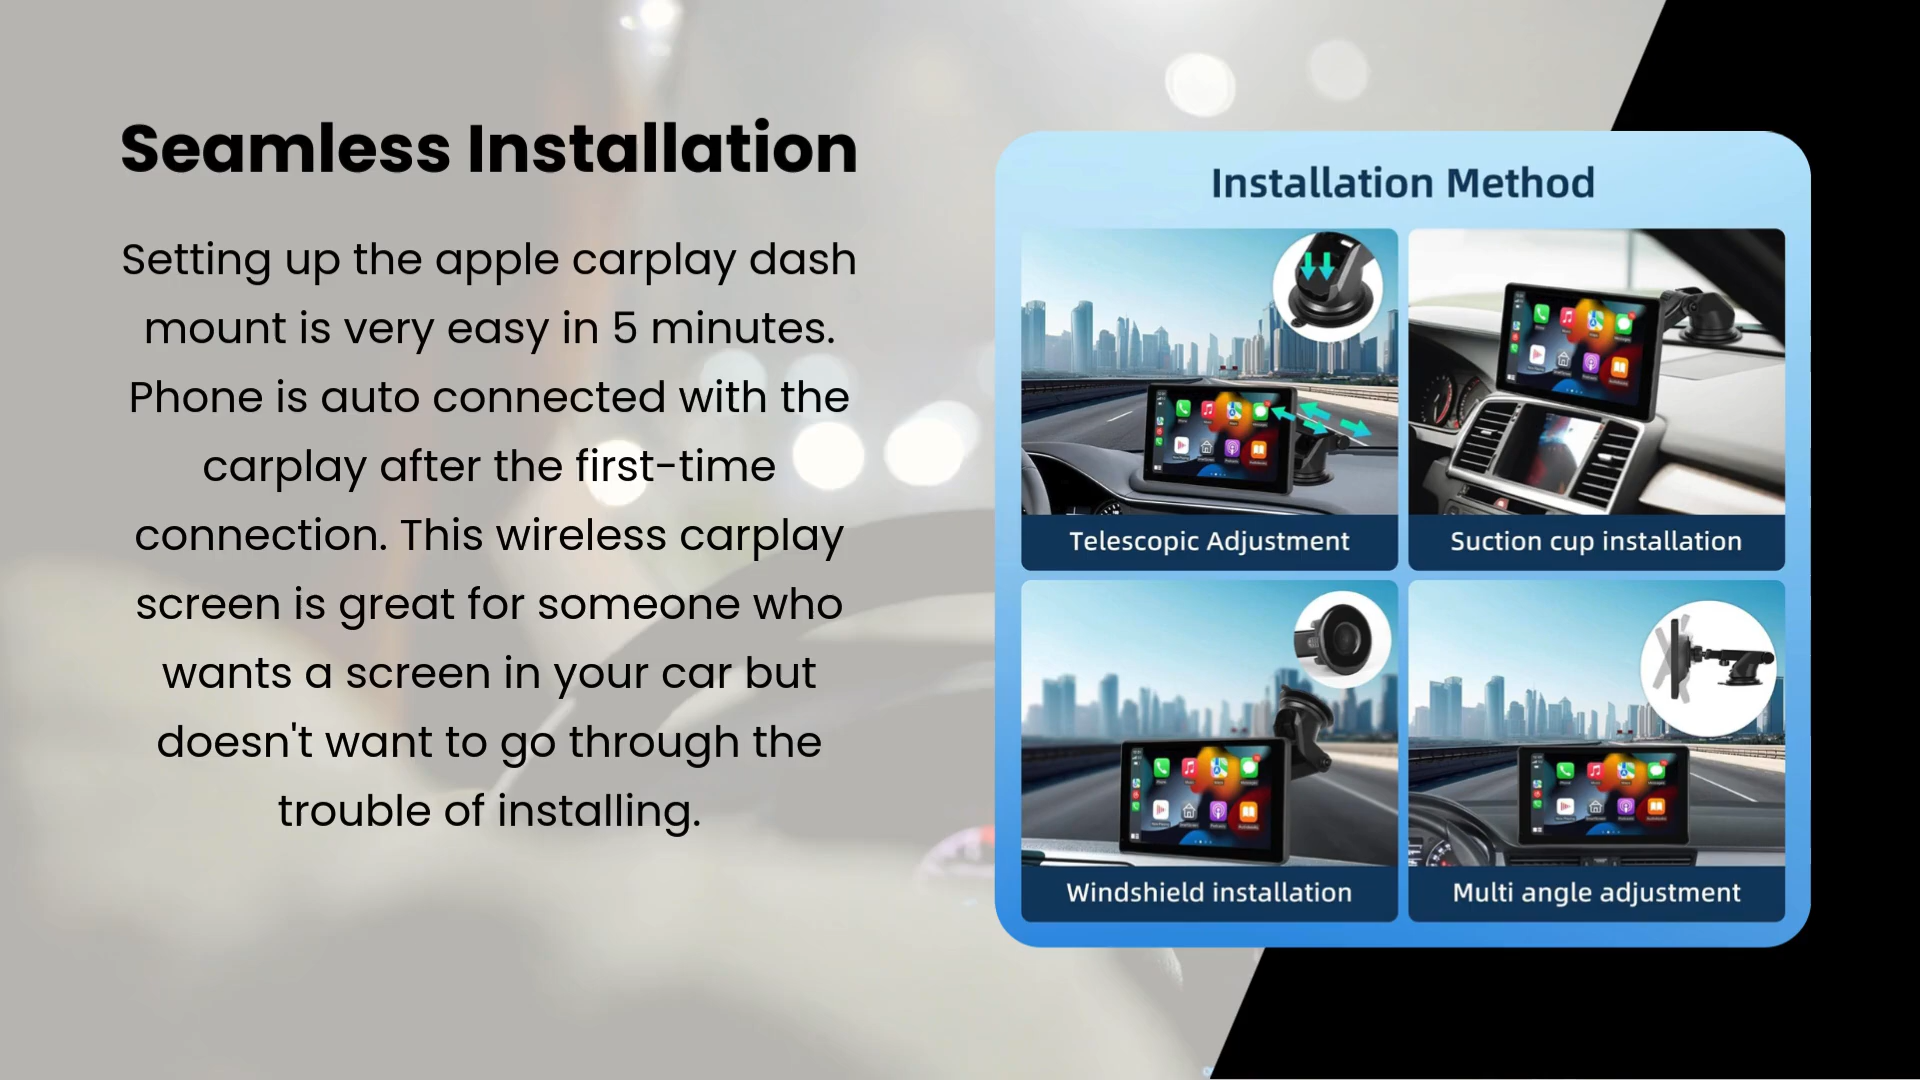 Seamless Installation
Setting up the apple carplay dash
mount is very easy in 5 minutes.
Phone is auto connected with the
carplay after the first-time
connection. This wireless carplay
screen is great for someone who
wants a screen in your car but
doesn't want to go through the
trouble of installing.
Installation Method
Telescopic Adjustment
Suction cup installation
Windshield installation
Multi angle adjustment